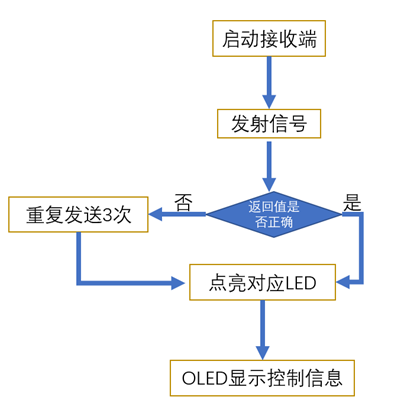 启动接收端
发射信号
返回值是
否正确
否
是
重复发送3次
点亮对应LED
OLED显示控制信息